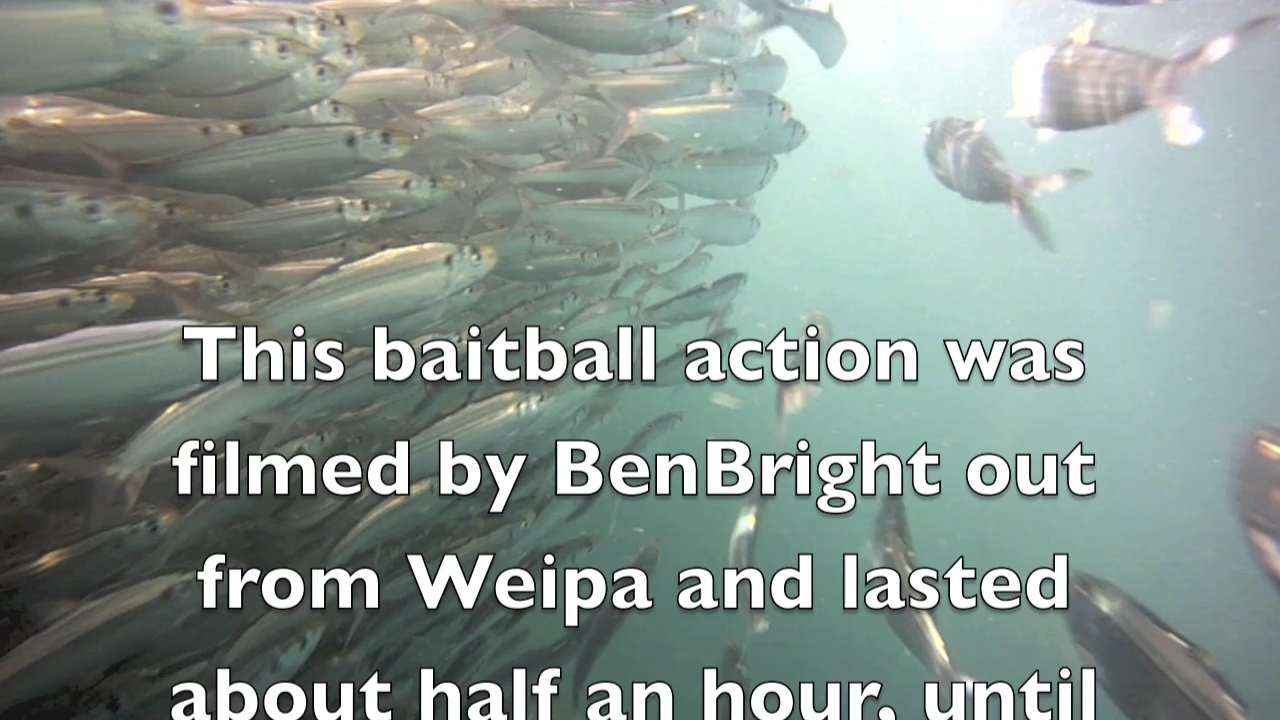 This baitball action was
filmed by BenBright out
from Weipa and lasted
about half an hour, until